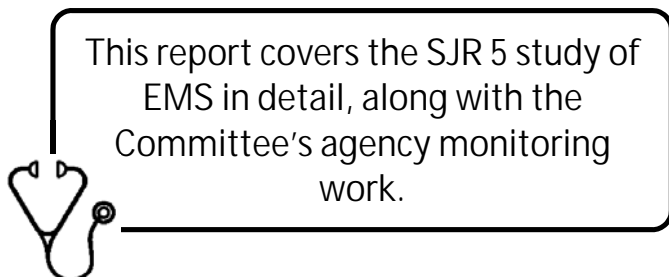 This report covers the SJR 5 study of
EMS in detail, along with the
Committee's agency monitoring
work.